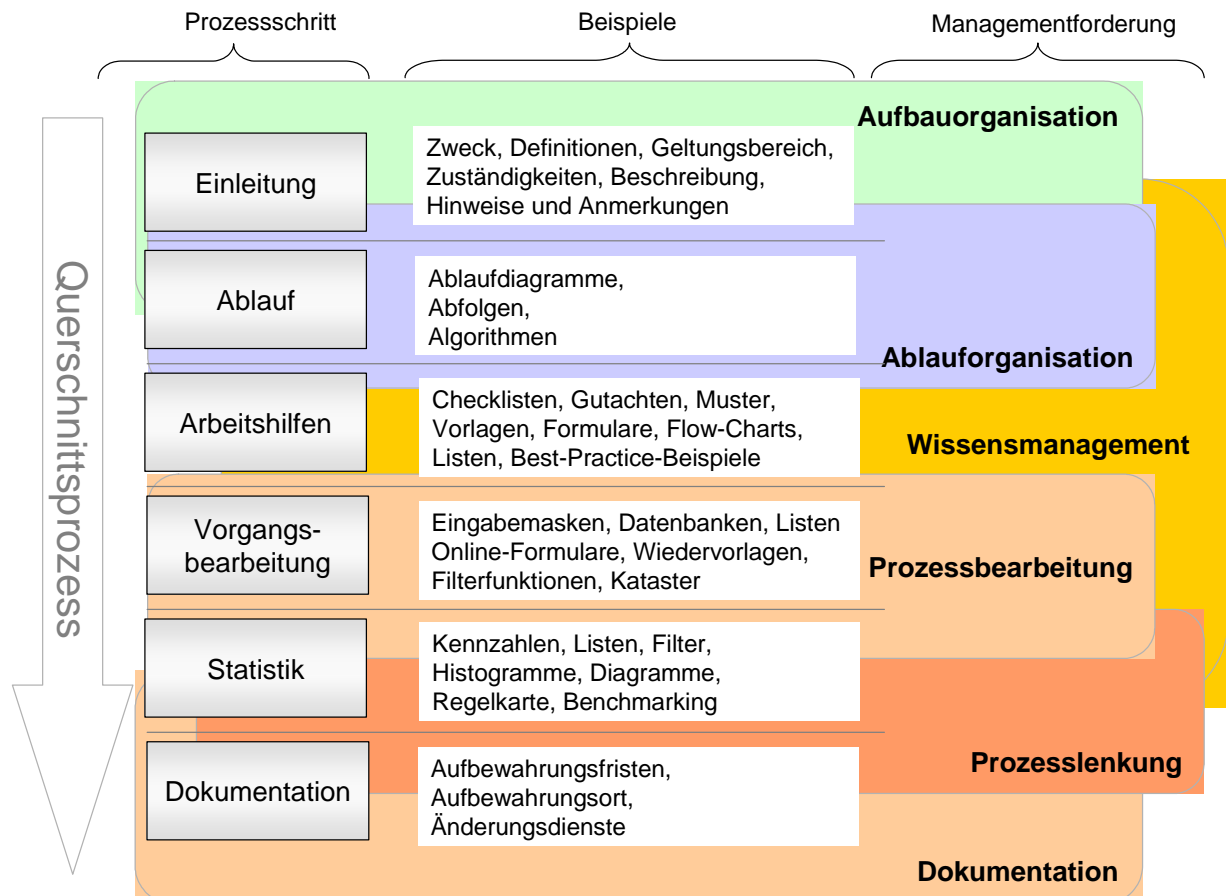 Prozessschritt
Beispiele
Managementforderung
Aufbauorganisation
Querschnittsprozess
Einleitung
Zweck, Definitionen, Geltungsbereich,
Zuständigkeiten, Beschreibung,
Hinweise und Anmerkungen
Ablauf
Ablaufdiagramme,
Abfolgen,
Algorithmen
Ablauforganisation
Arbeitshilfen
Checklisten, Gutachten, Muster,
Vorlagen, Formulare, Flow-Charts,
Listen, Best-Practice-Beispiele
Wissensmanagement
Vorgangs-
bearbeitung
Eingabemasken, Datenbanken, Listen
Online-Formulare, Wiedervorlagen,
Filterfunktionen, Kataster
Prozessbearbeitung
Statistik
Kennzahlen, Listen, Filter,
Histogramme, Diagramme,
Regelkarte, Benchmarking
Prozesslenkung
Dokumentation
Aufbewahrungsfristen,
Aufbewahrungsort,
Änderungsdienste
Dokumentation